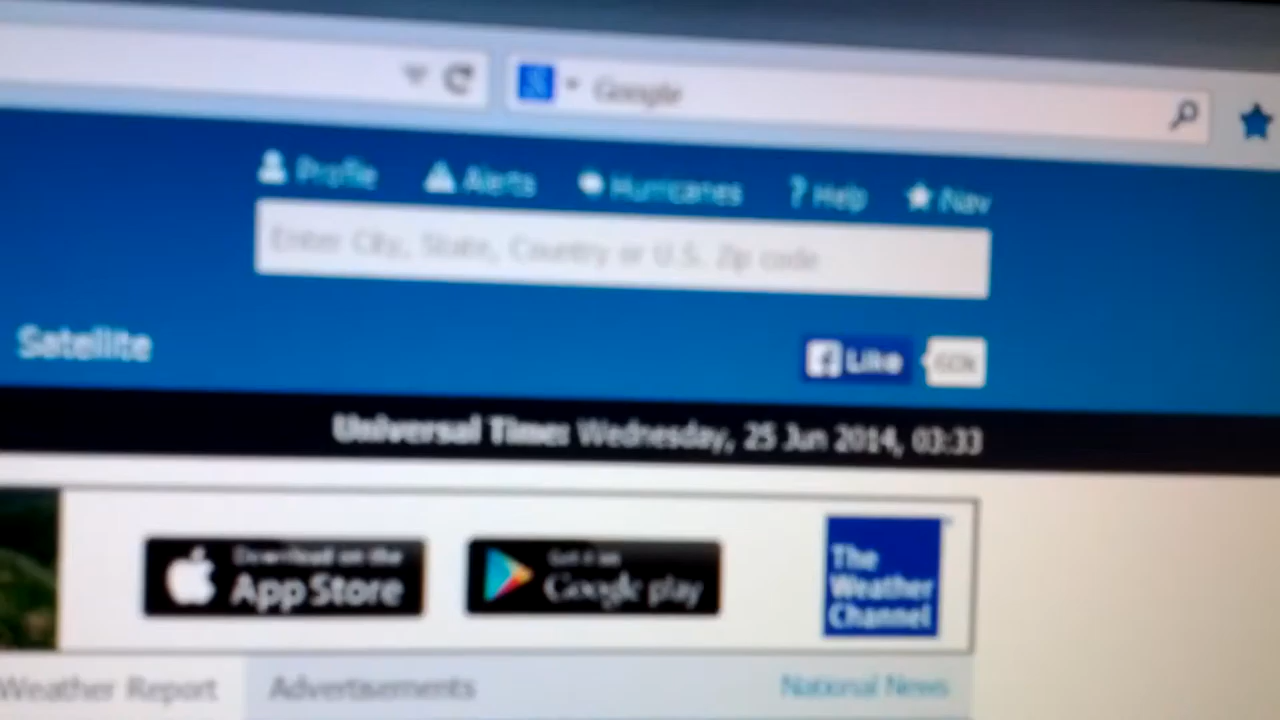 Google
Profile Alerts Hurricanes ? Help Nav
Enter City, State, Country or U.S. Zip code
Satellite
Like 60k
Universal Time: Wednesday, 25 Jun 2014, 03:33
Download on the
App Store
Get it on
Google play
The
Weather
Channel
Weather Report Advertisements National News